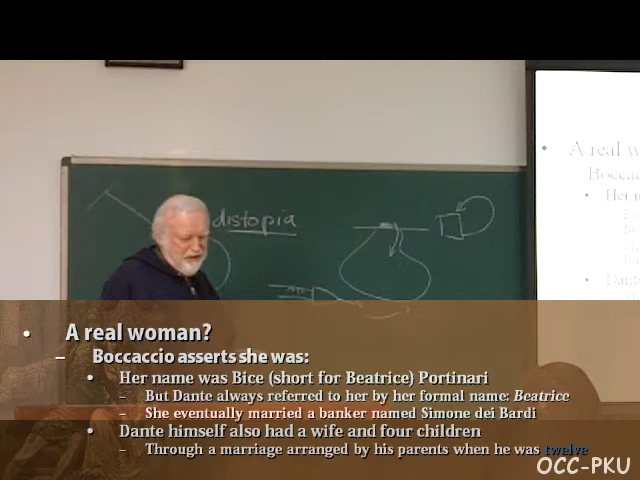 distopia
A real w
Bocca
Her n
Dante
• A real woman?
– Boccaccio asserts she was:
• Her name was Bice (short for Beatrice) Portinari
– But Dante always referred to her by her formal name: Beatrice
– She eventually married a banker named Simone dei Bardi
• Dante himself also had a wife and four children
– Through a marriage arranged by his parents when he was twelve
OCC-PKU